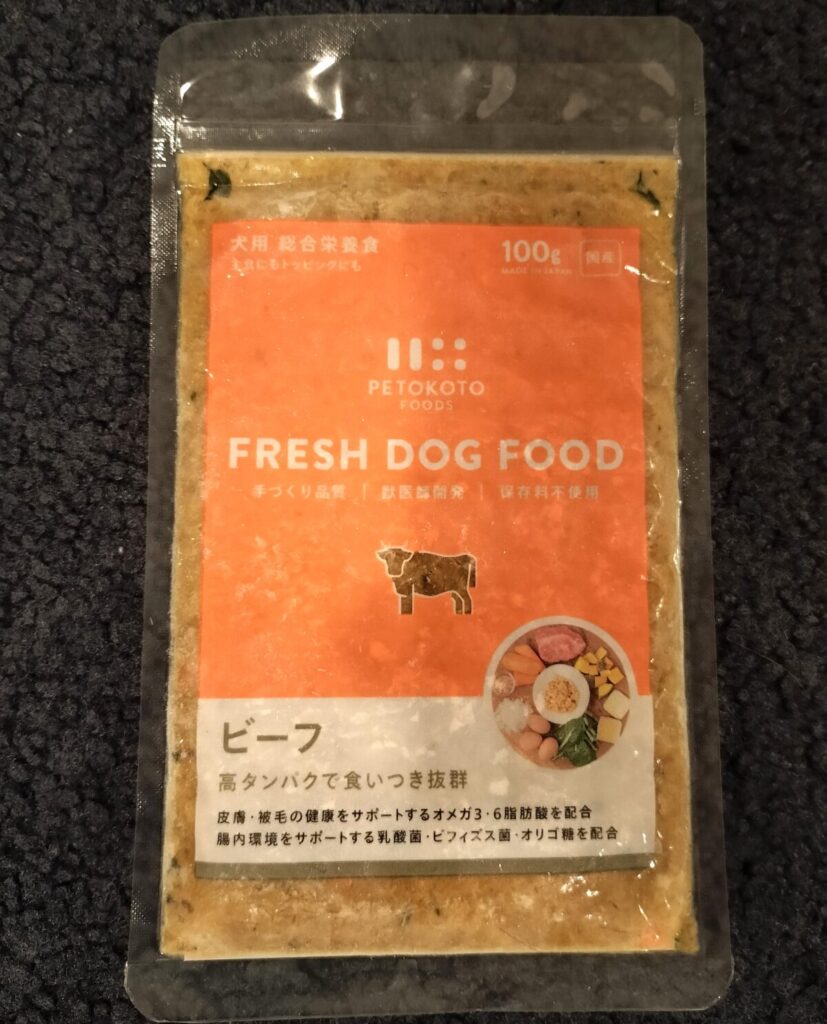 犬用 総合栄養食
主食にもトッピングにも
100g
MADE IN JAPAN
国産
PETOKOTO
FOODS
FRESH DOG FOOD
手づくり品質 | 獣医師開発 | 保存料不使用
ビーフ
高タンパクで食いつき抜群
皮膚・被毛の健康をサポートするオメガ3・6脂肪酸を配合
腸内環境をサポートする乳酸菌・ビフィズス菌・オリゴ糖を配合